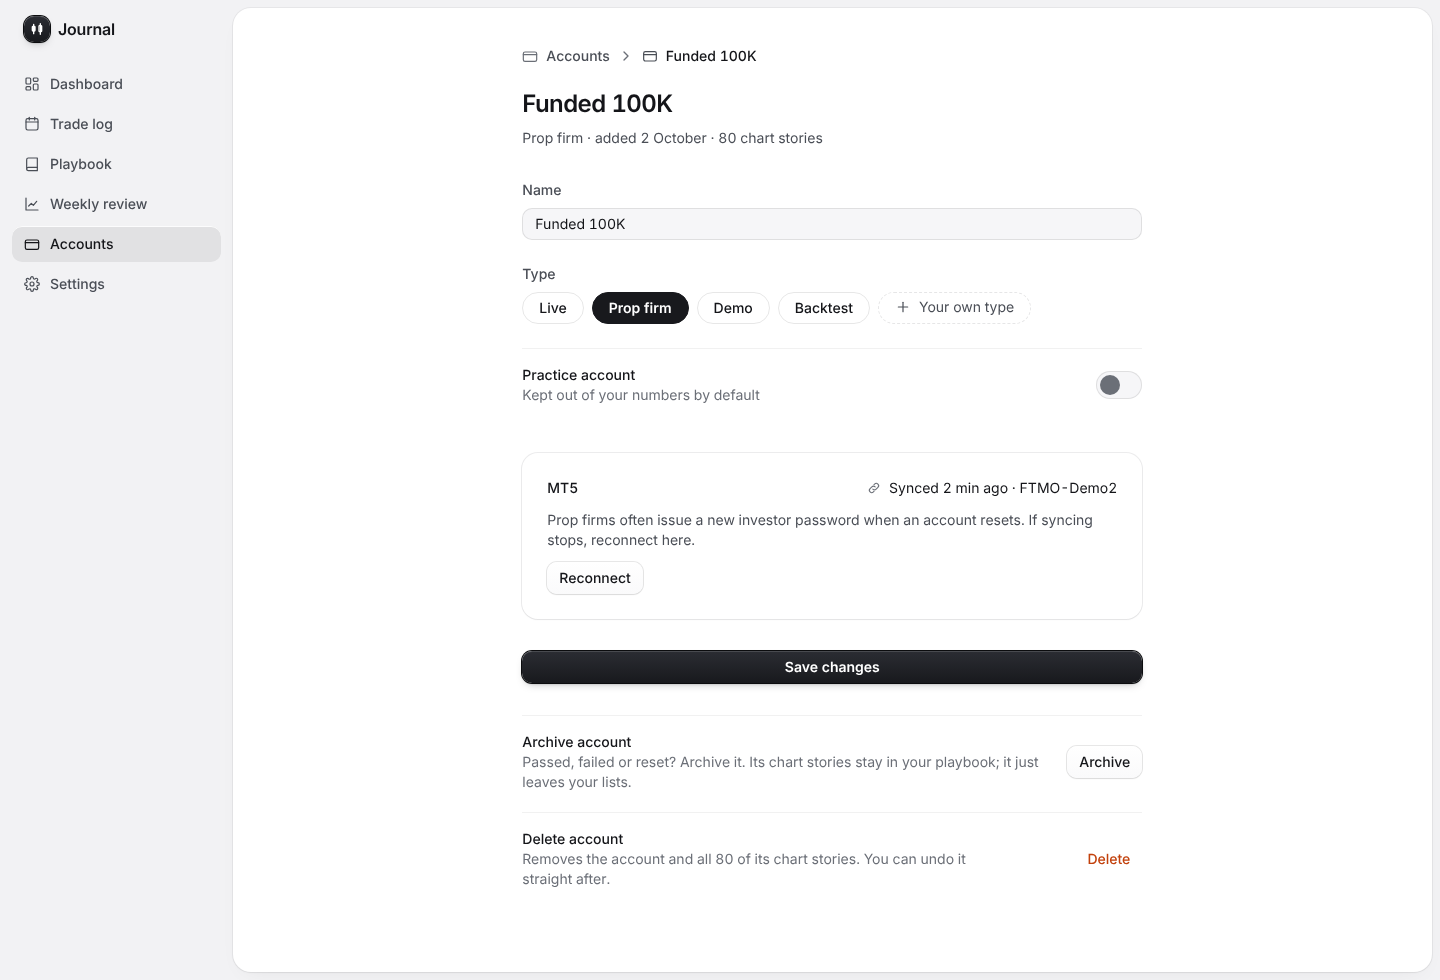 Journal
Dashboard
Trade log
Playbook
Weekly review
Accounts
Settings
Accounts
Funded 100K
Funded 100K
Prop firm · added 2 October · 80 chart stories
Name
Funded 100K
Type
Live
Prop firm
Demo
Backtest
Your own type
Practice account
Kept out of your numbers by default
MT5
Synced 2 min ago · FTMO-Demo2
Prop firms often issue a new investor password when an account resets. If syncing
stops, reconnect here.
Reconnect
Save changes
Archive account
Passed, failed or reset? Archive it. Its chart stories stay in your playbook; it just
leaves your lists.
Archive
Delete account
Removes the account and all 80 of its chart stories. You can undo it
straight after.
Delete